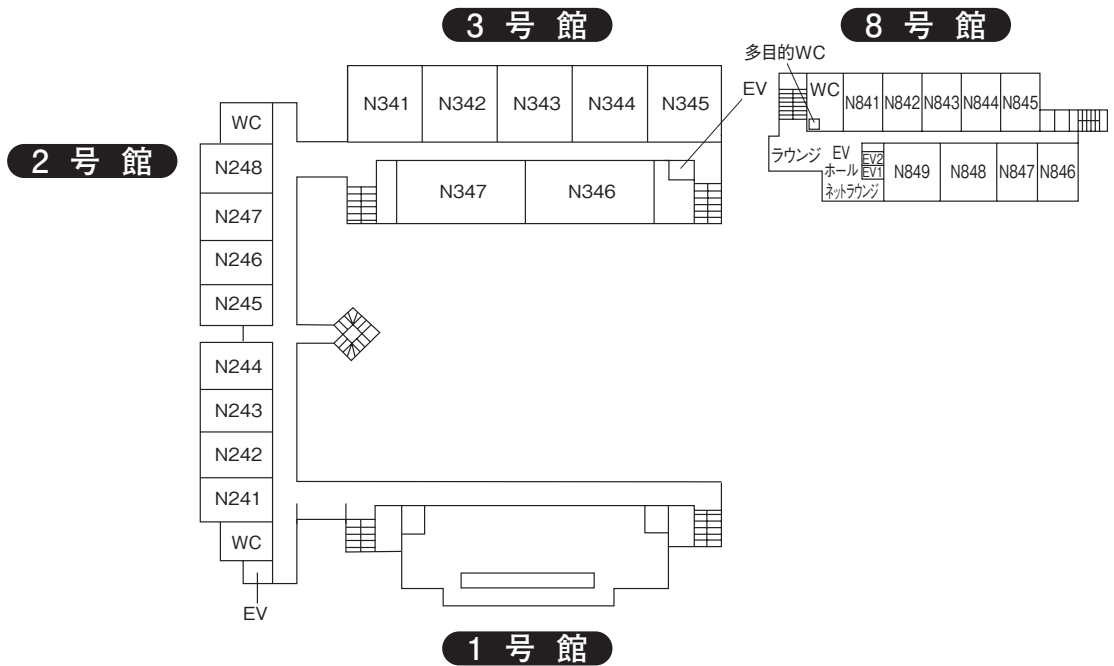 3 号 館
8 号 館
多目的WC
EV
WC
N841
N842
N843
N844
N845
N341
N342
N343
N344
N345
WC
2 号 館
N248
ラウンジ
EV
ホール
ネットラウンジ
EV2
EV1
N849
N848
N847
N846
N347
N346
N247
N246
N245
N244
N243
N242
N241
WC
EV
1 号 館